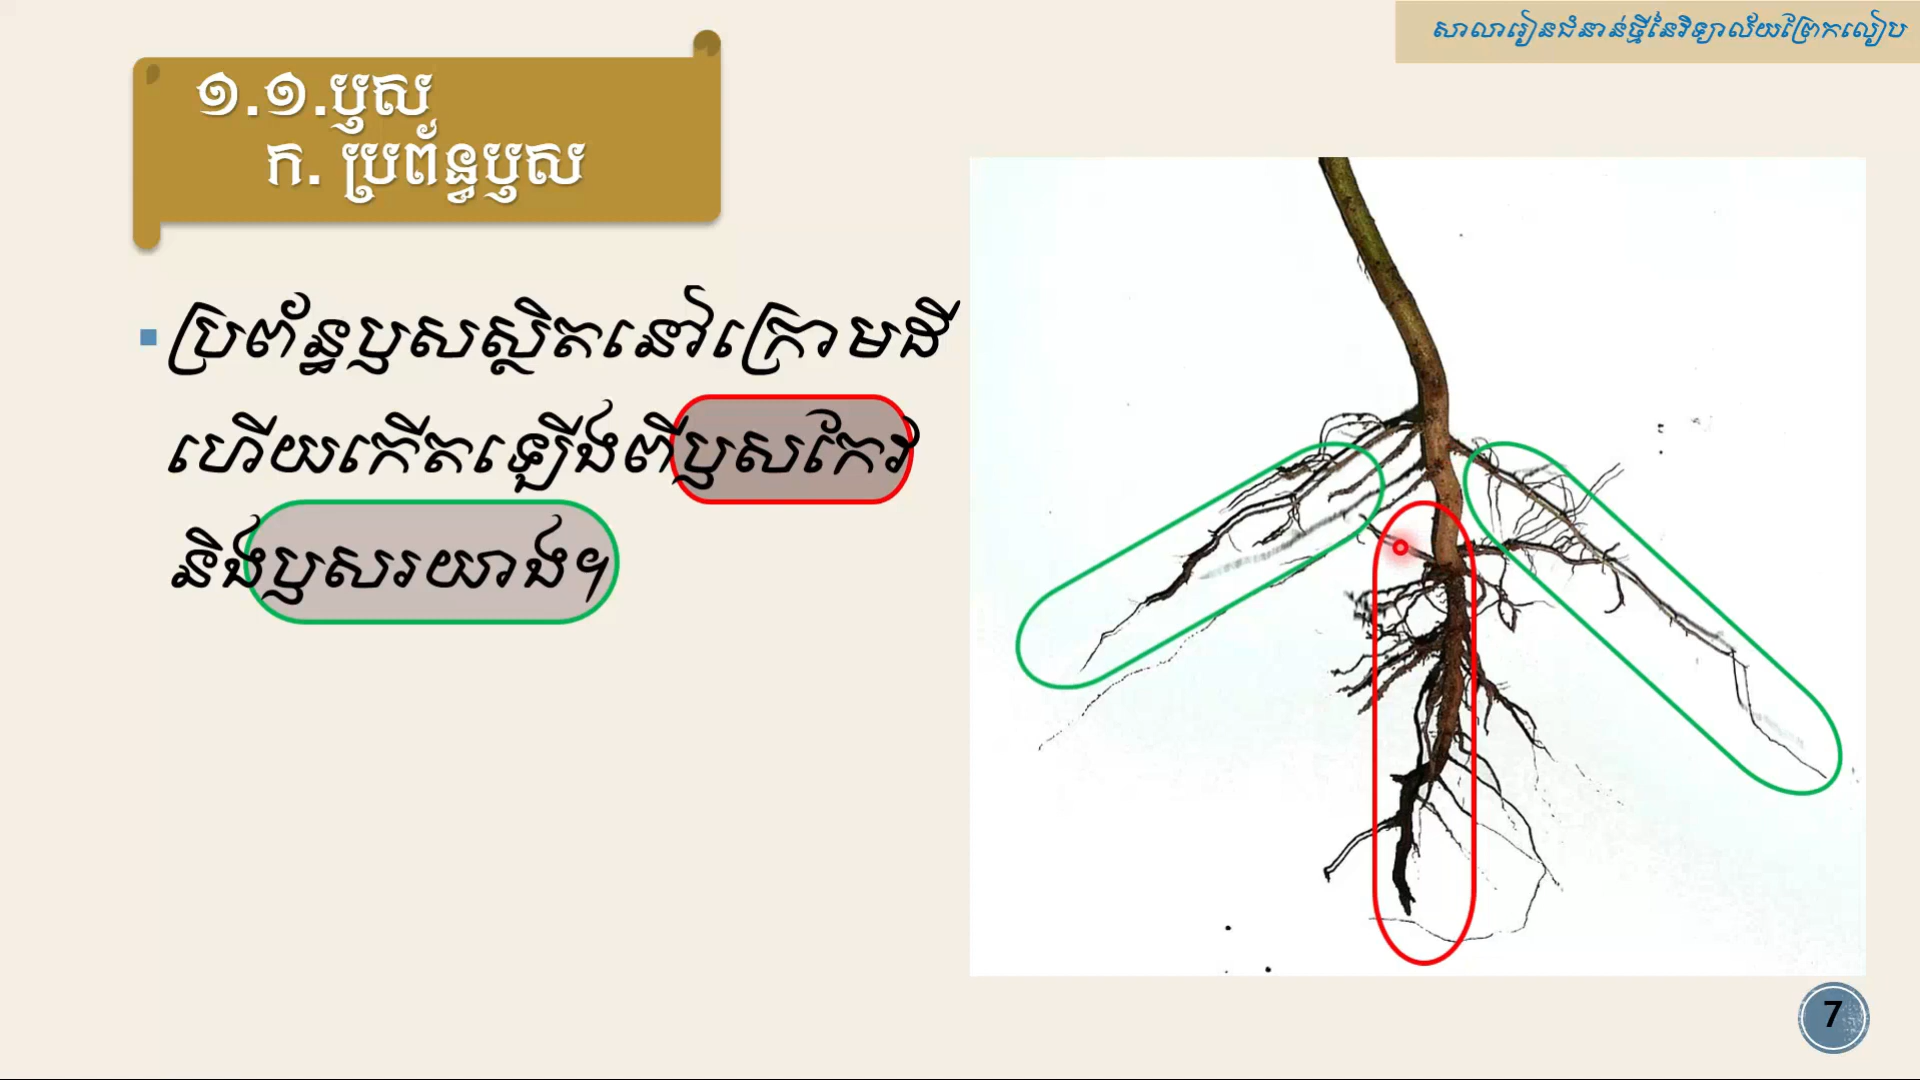 សាលារៀនជំនាន់ថ្មីនៃវិទ្យាល័យព្រែកលៀប
១.១.ឫស
ក. ប្រព័ន្ធឫស
ប្រព័ន្ធឫសស្ថិតនៅក្រោមដី
ហើយកើតឡើងពីឫសកែវ
និងឫសរយាង។
7